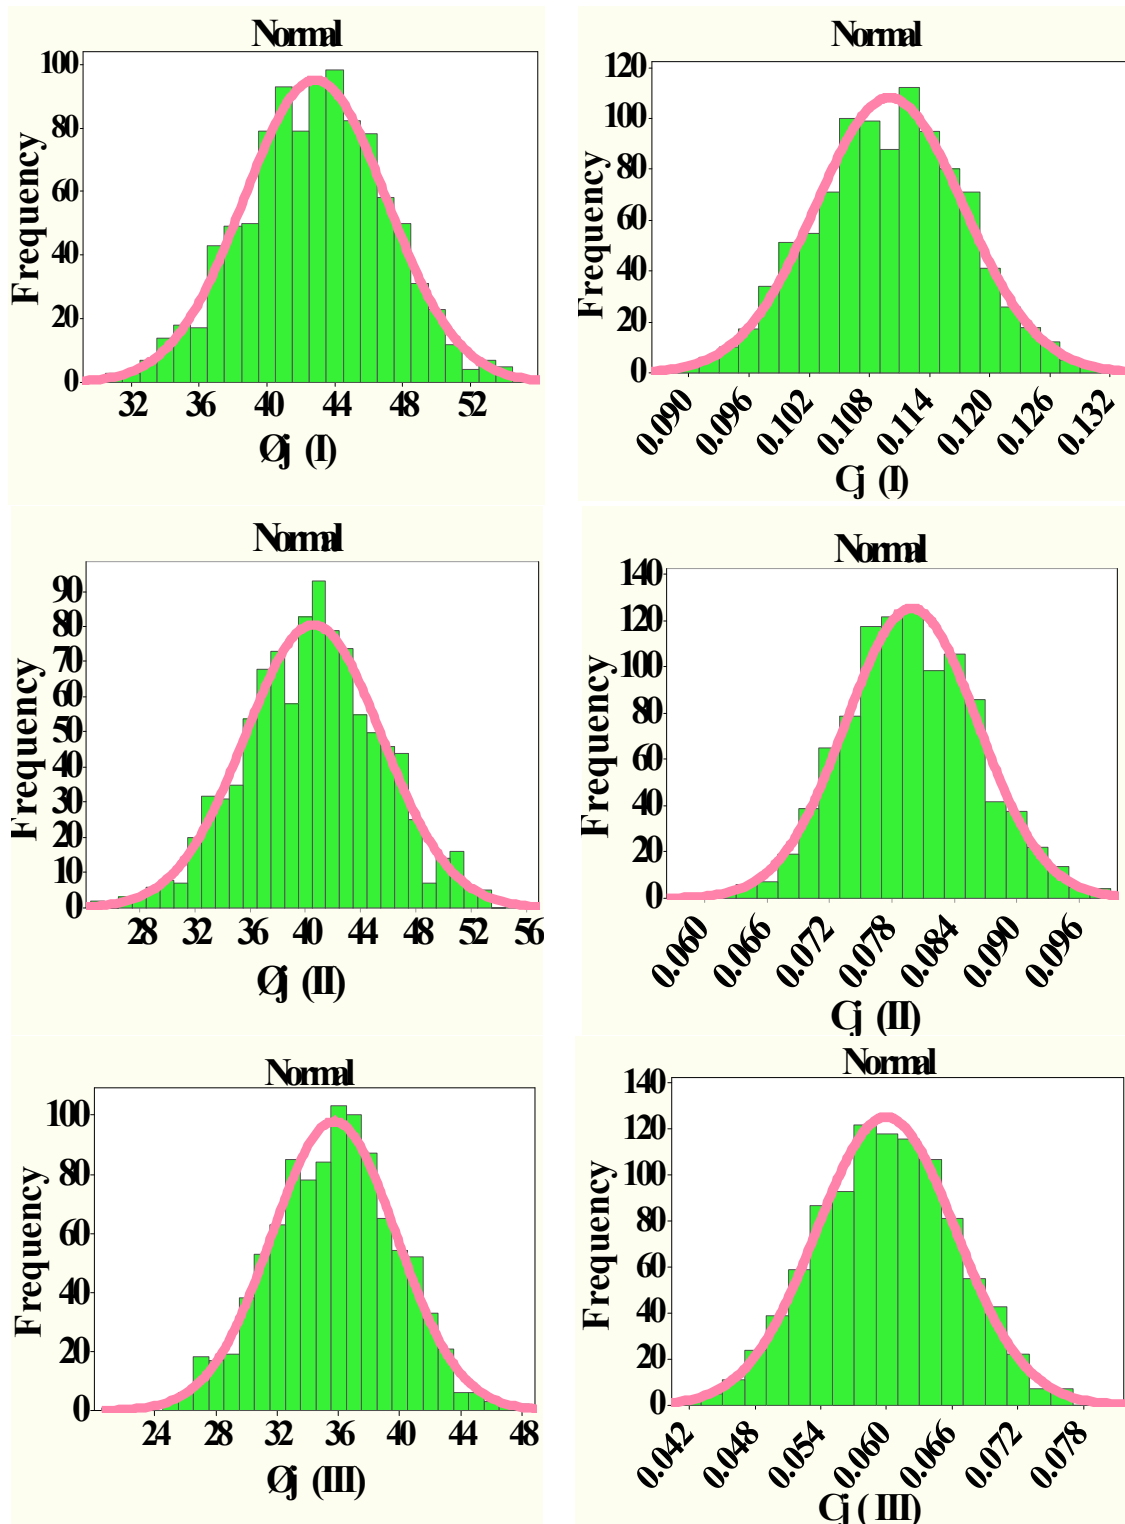 Normal
Frequency
100
80
60
40
20
0
32 36 40 44 48 52
Øj (I)
Normal
Frequency
120
100
80
60
40
20
0
0.090 0.096 0.102 0.108 0.114 0.120 0.126 0.132
Cj (I)
Normal
Frequency
90
80
70
60
50
40
30
20
10
0
28 32 36 40 44 48 52 56
Øj (II)
Normal
Frequency
140
120
100
80
60
40
20
0
0.060 0.066 0.072 0.078 0.084 0.090 0.096
Cj (II)
Normal
Frequency
100
80
60
40
20
0
24 28 32 36 40 44 48
Øj (III)
Normal
Frequency
140
120
100
80
60
40
20
0
0.042 0.048 0.054 0.060 0.066 0.072 0.078
Cj ( III)